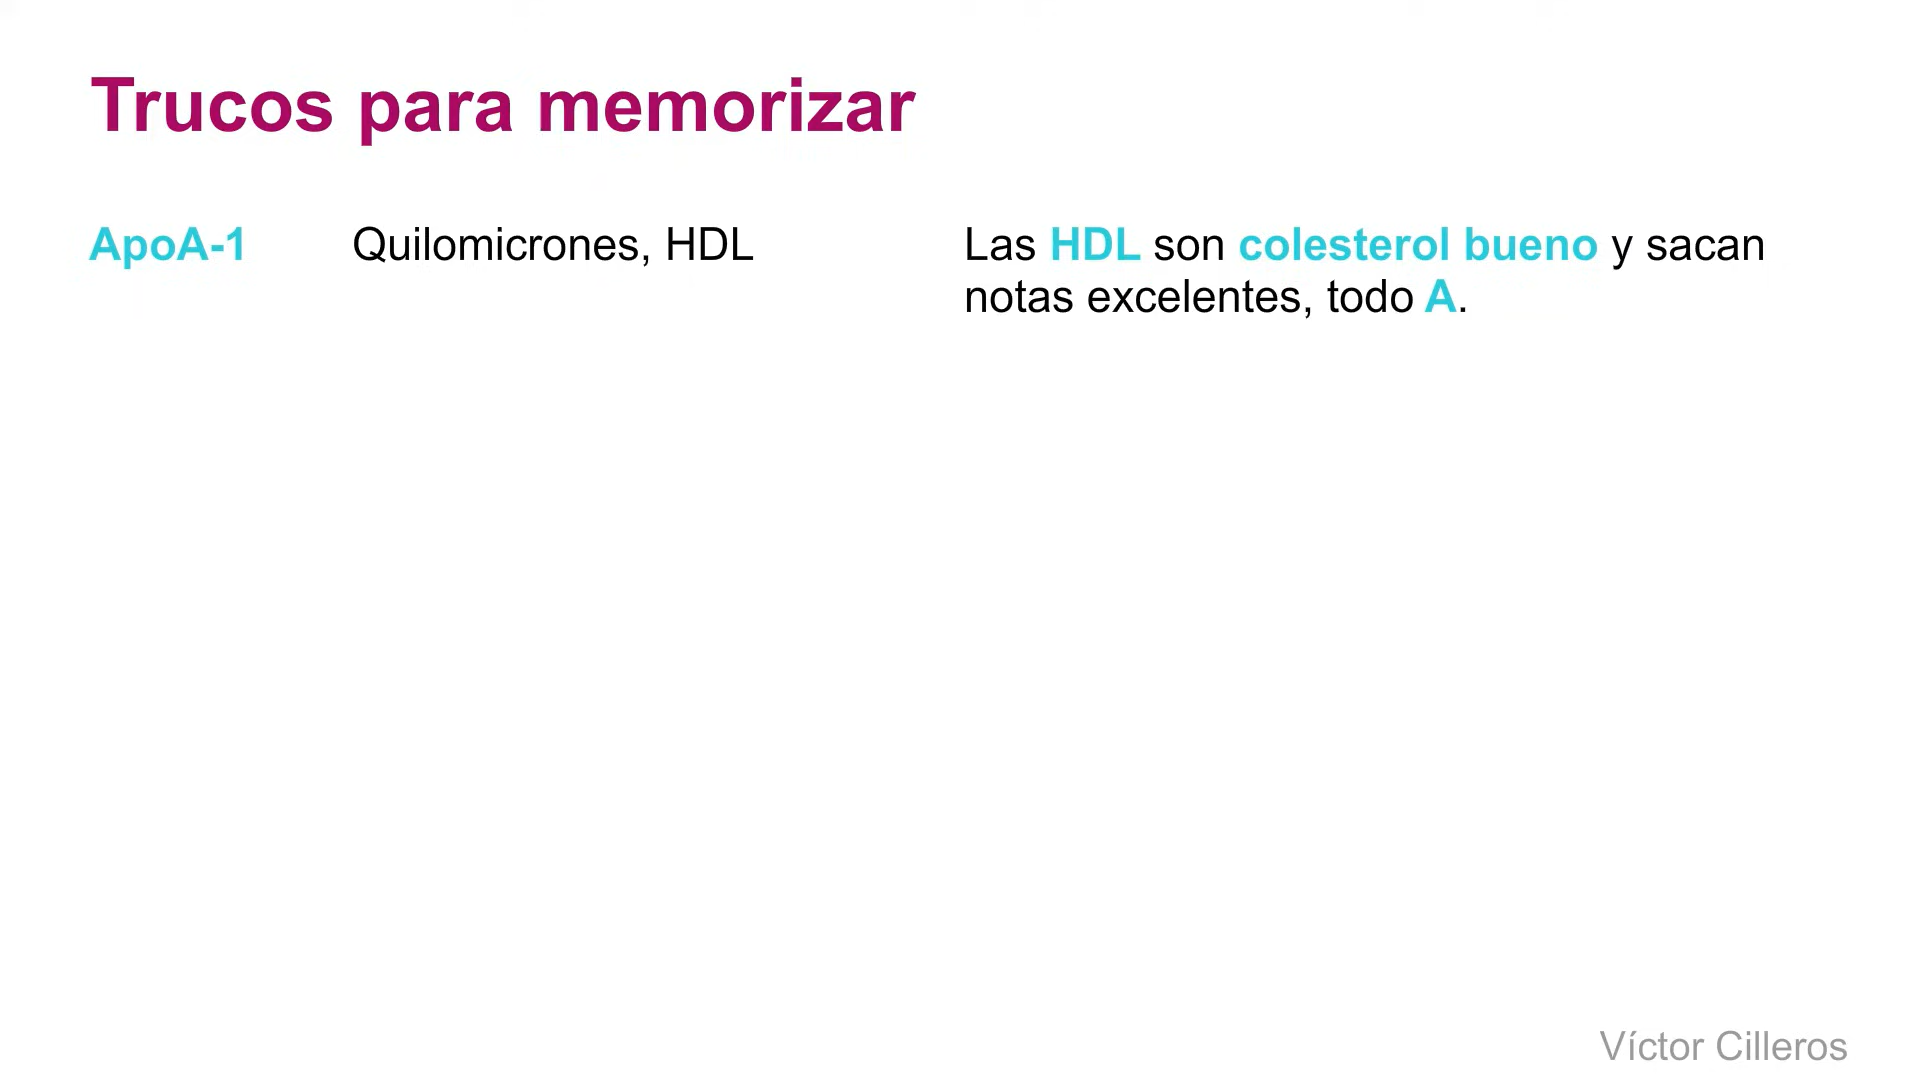 Trucos para memorizar
ApoA-1 Quilomicrones, HDL Las HDL son colesterol bueno y sacan
notas excelentes, todo A.
Víctor Cilleros